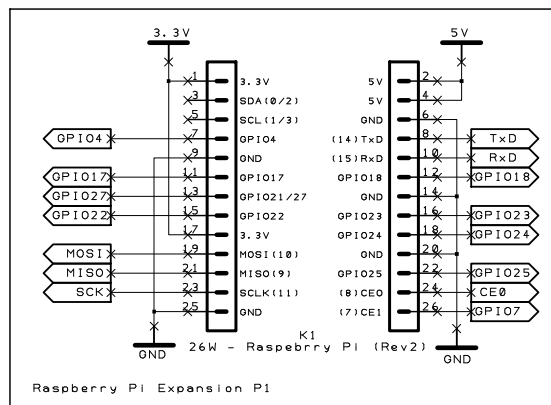 3.3V 5V
1 3.3V 5V 2
3 SDA(0/2) 5V 4
5 SCL(1/3) GND 6
GPIO4 7 GPIO4 (14)TxD 8 TxD
9 GND (15)RxD 10 RxD
GPIO17 11 GPIO17 GPIO18 12 GPIO18
GPIO27 13 GPIO21/27 GND 14
GPIO22 15 GPIO22 GPIO23 16 GPIO23
17 3.3V GPIO24 18 GPIO24
MOSI 19 MOSI(10) GND 20
MISO 21 MISO(9) GPIO25 22 GPIO25
SCK 23 SCLK(11) (8)CE0 24 CE0
25 GND (7)CE1 26 GPIO7
K1
GND 26W - Raspebrry Pi (Rev2) GND
Raspberry Pi Expansion P1